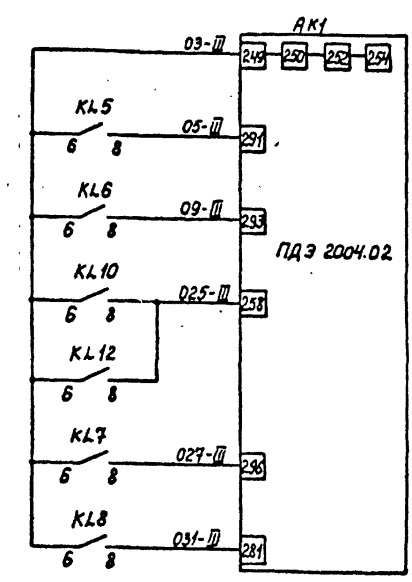 АК1
03-III
249 250 252 254
KL5
05-III
291
6 8
KL6
09-III
293
6 8
ПДЭ 2004.02
KL10
025-III
258
6 8
KL12
6 8
KL7
027-III
296
6 8
KL8
031-III
281
6 8